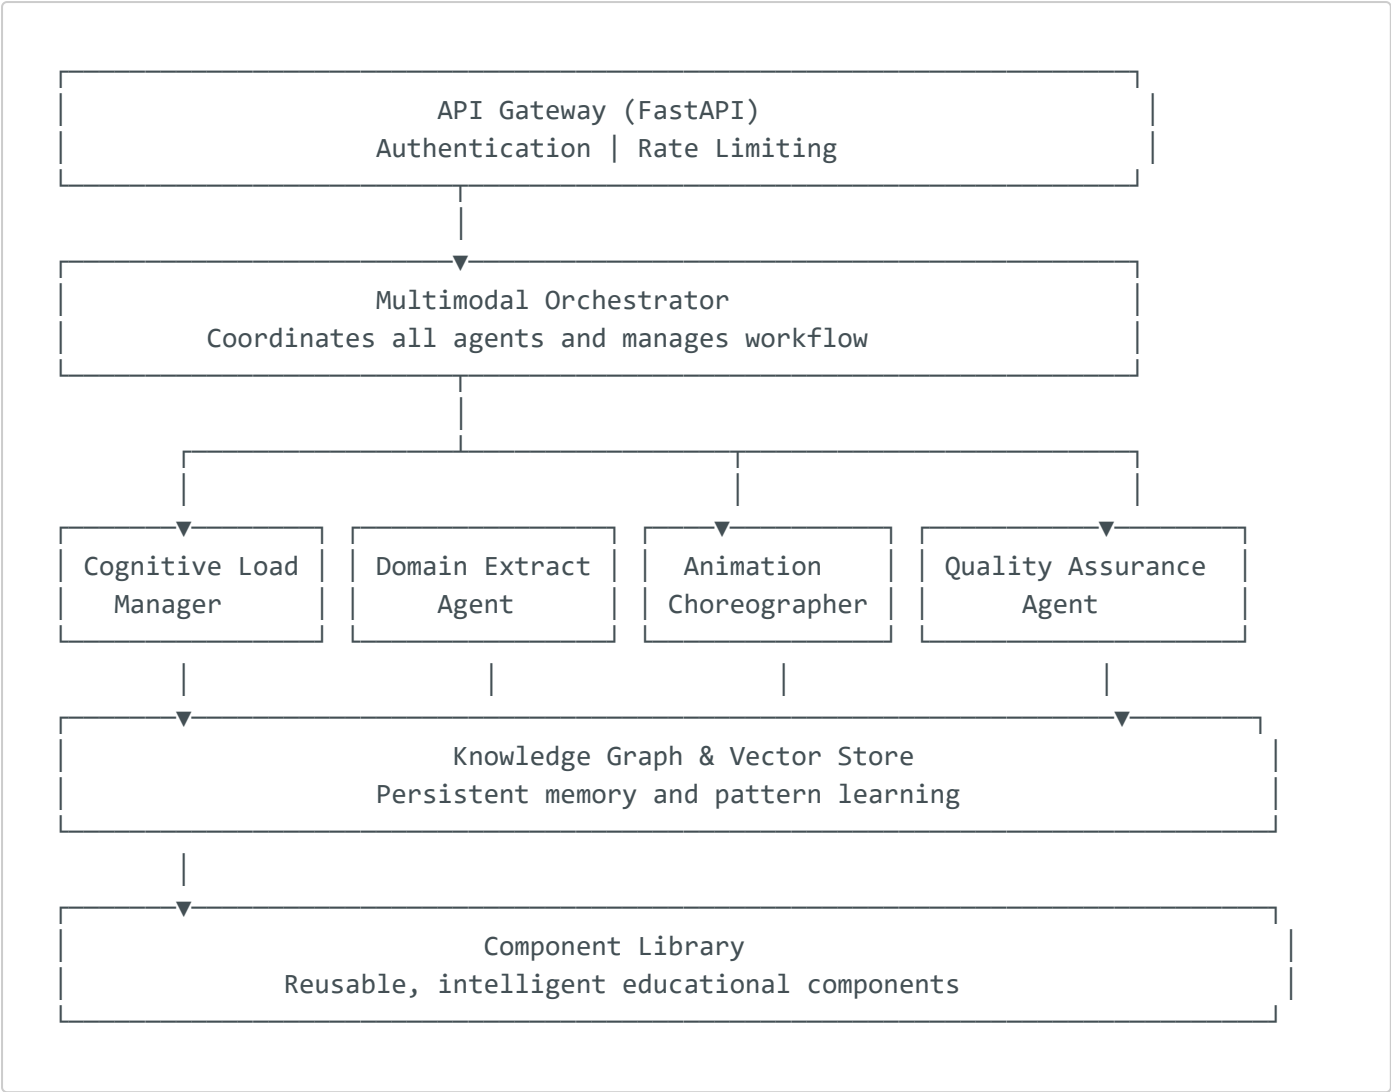 API Gateway (FastAPI)
Authentication | Rate Limiting
Multimodal Orchestrator
Coordinates all agents and manages workflow
Cognitive Load
Manager
Domain Extract
Agent
Animation
Choreographer
Quality Assurance
Agent
Knowledge Graph & Vector Store
Persistent memory and pattern learning
Component Library
Reusable, intelligent educational components